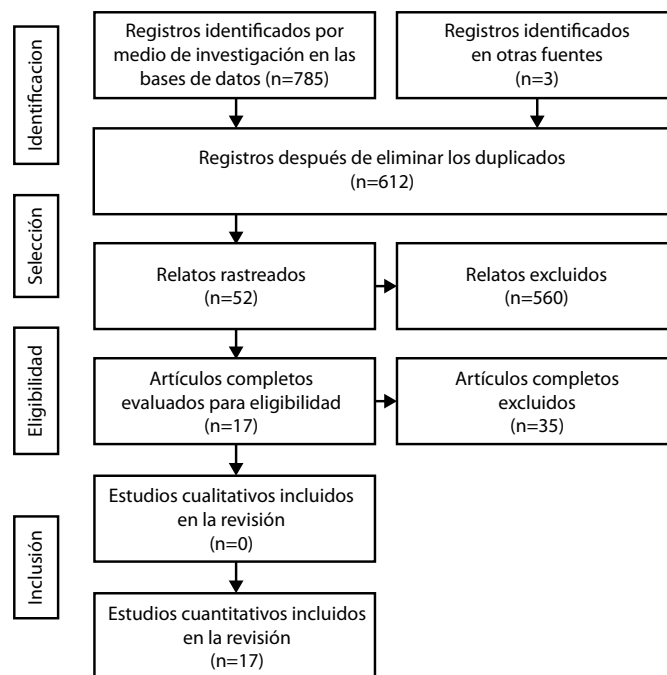 Identificacion
Registros identificados por
medio de investigación en las
bases de datos (n=785)
Registros identificados
en otras fuentes
(n=3)
Registros después de eliminar los duplicados
(n=612)
Selección
Relatos rastreados
(n=52)
Relatos excluidos
(n=560)
Eligibilidad
Artículos completos
evaluados para eligibilidad
(n=17)
Artículos completos
excluidos
(n=35)
Inclusión
Estudios cualitativos incluidos
en la revisión
(n=0)
Estudios cuantitativos incluidos
en la revisión
(n=17)